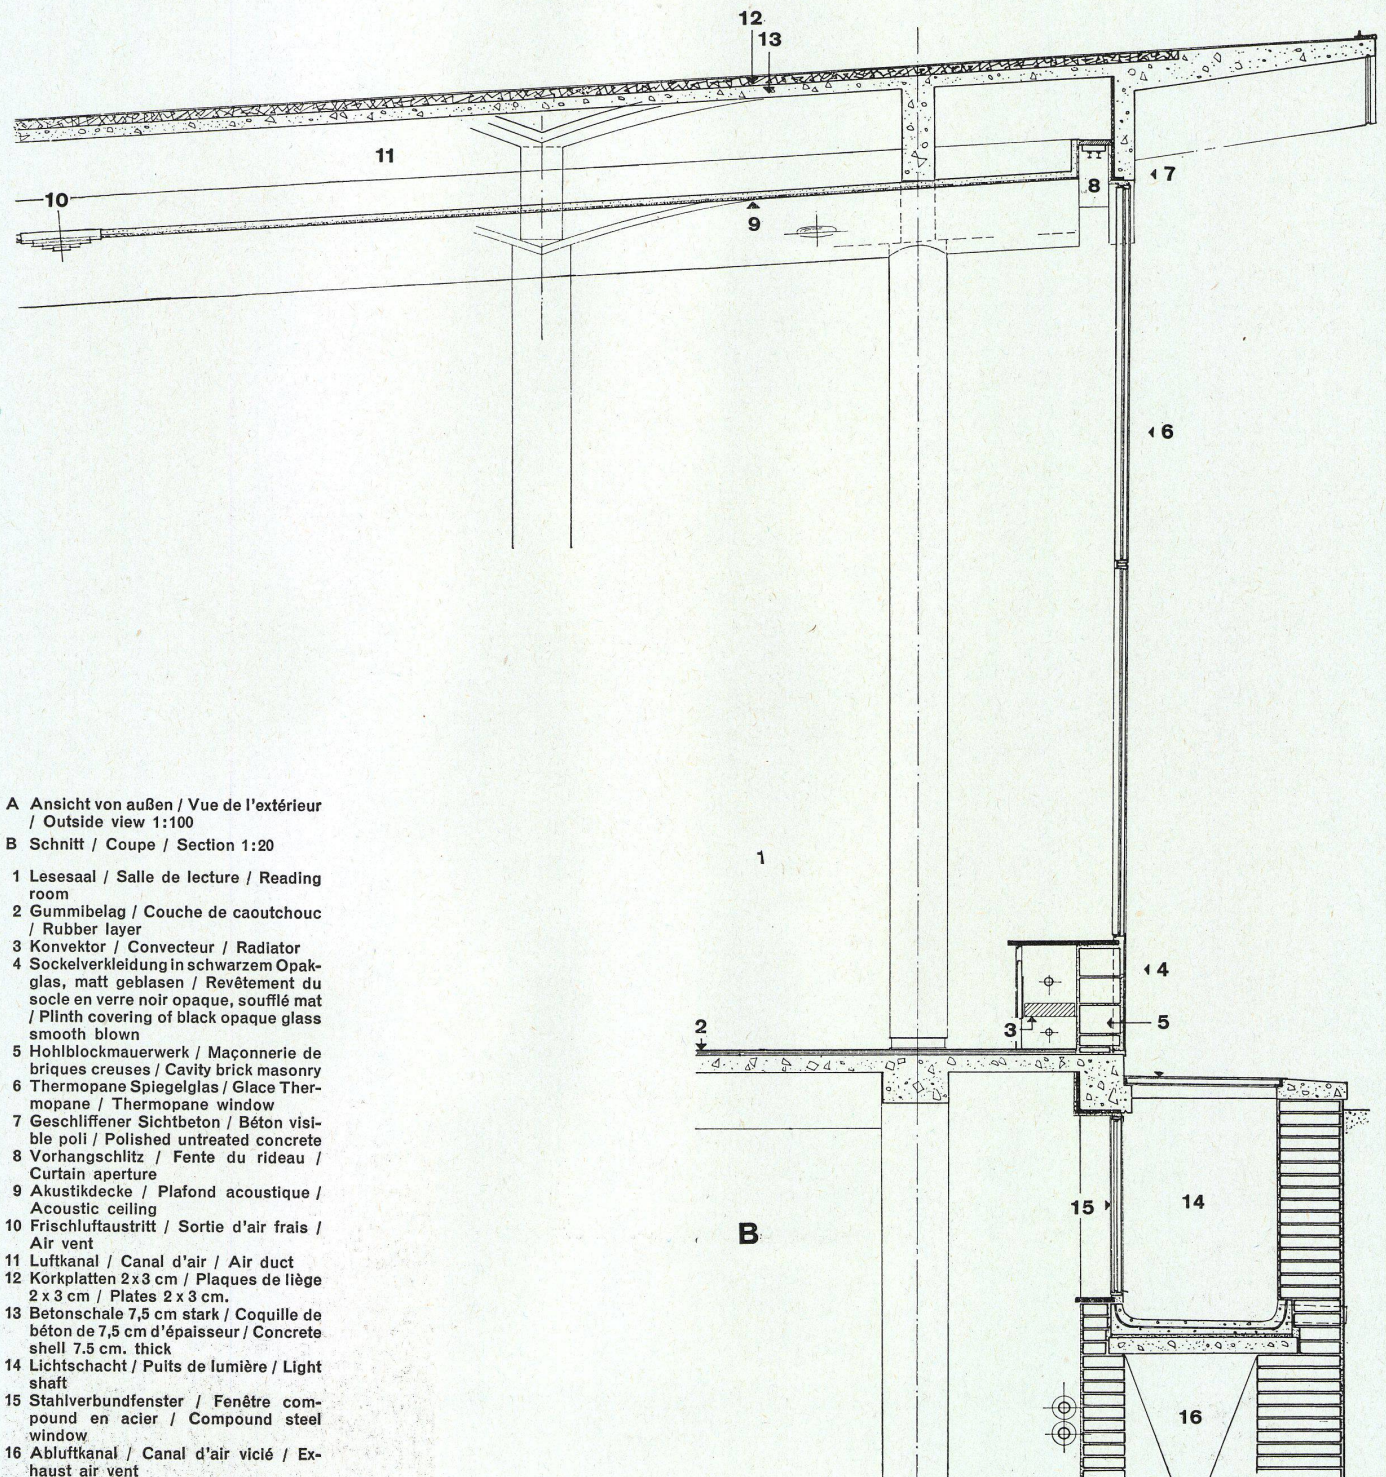 12
13
11
10
8
7
9
6
1
4
2
3
5
15
14
B
16
A Ansicht von außen / Vue de l'extérieur
/ Outside view 1:100
B Schnitt / Coupe / Section 1:20
1 Lesesaal / Salle de lecture / Reading
room
2 Gummibelag / Couche de caoutchouc
/ Rubber layer
3 Konvektor / Convecteur / Radiator
4 Sockelverkleidung in schwarzem Opak-
glas, matt geblasen / Revêtement du
socle en verre noir opaque, soufflé mat
/ Plinth covering of black opaque glass
smooth blown
5 Hohlblockmauerwerk / Maçonnerie de
briques creuses / Cavity brick masonry
6 Thermopane Spiegelglas / Glace Ther-
mopane / Thermopane window
7 Geschliffener Sichtbeton / Béton visi-
ble poli / Polished untreated concrete
8 Vorhangschlitz / Fente du rideau /
Curtain aperture
9 Akustikdecke / Plafond acoustique /
Acoustic ceiling
10 Frischluftaustritt / Sortie d'air frais /
Air vent
11 Luftkanal / Canal d'air / Air duct
12 Korkplatten 2x3 cm / Plaques de liège
2 x 3 cm / Plates 2 x 3 cm.
13 Betonschale 7,5 cm stark / Coquille de
béton de 7,5 cm d'épaisseur / Concrete
shell 7.5 cm. thick
14 Lichtschacht / Puits de lumière / Light
shaft
15 Stahlverbundfenster / Fenêtre com-
pound en acier / Compound steel
window
16 Abluftkanal / Canal d'air vicié / Ex-
haust air vent